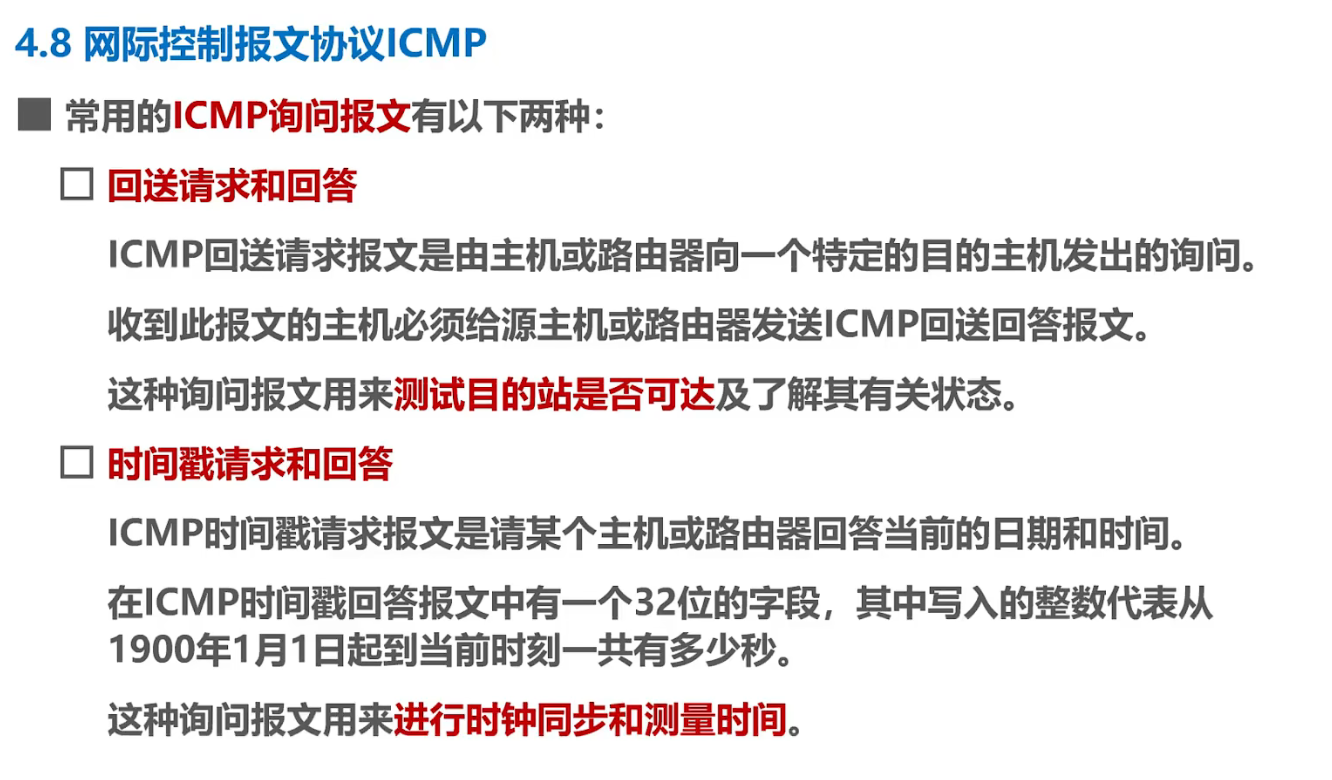 4.8 网际控制报文协议ICMP
常用的ICMP询问报文有以下两种：
回送请求和回答
ICMP回送请求报文是由主机或路由器向一个特定的目的主机发出的询问。
收到此报文的主机必须给源主机或路由器发送ICMP回送回答报文。
这种询问报文用来测试目的站是否可达及了解其有关状态。
时间戳请求和回答
ICMP时间戳请求报文是请某个主机或路由器回答当前的日期和时间。
在ICMP时间戳回答报文中有一个32位的字段，其中写入的整数代表从
1900年1月1日起到当前时刻一共有多少秒。
这种询问报文用来进行时钟同步和测量时间。